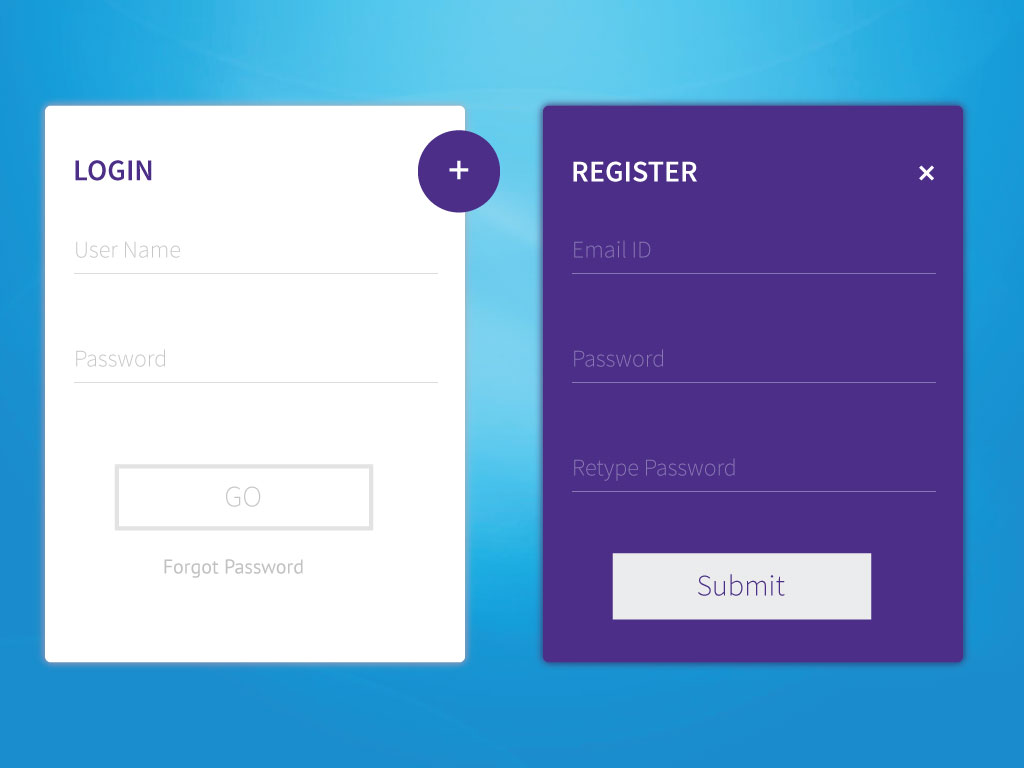 LOGIN
+
User Name
Password
GO
Forgot Password
REGISTER
×
Email ID
Password
Retype Password
Submit